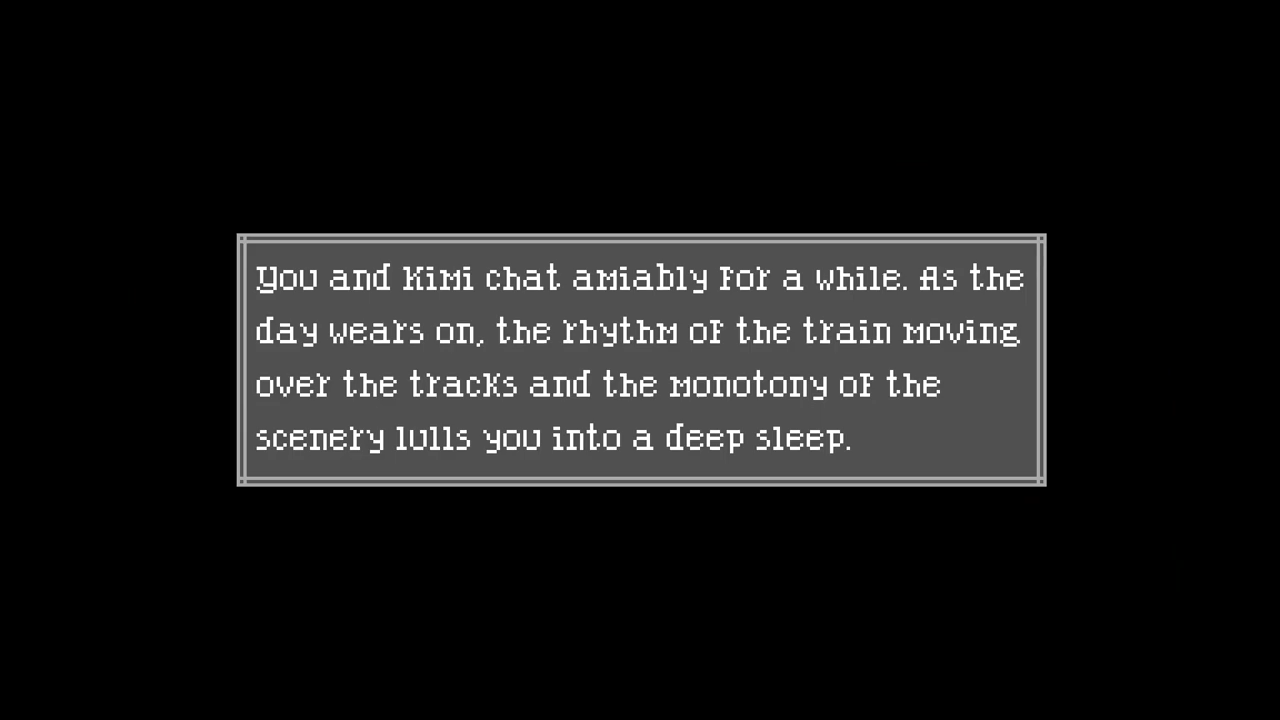 You and Kimi chat amiably for a while. As the
day wears on, the rhythm of the train moving
over the tracks and the monotony of the
scenery lulls you into a deep sleep.